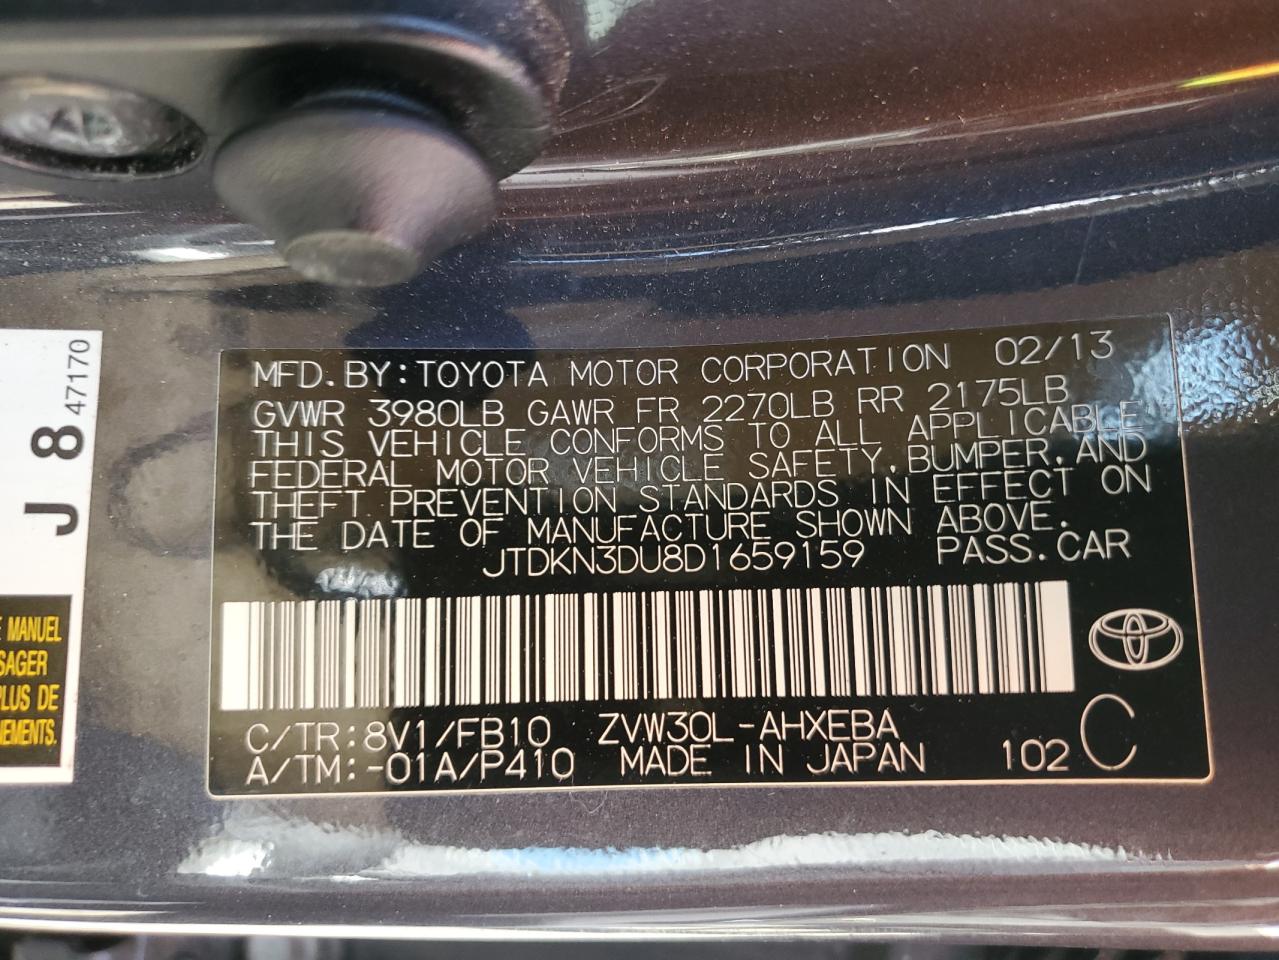 MFD.BY:TOYOTA MOTOR CORPORATION 02/13
GVWR 3980LB GAWR FR 2270LB RR 2175LB
THIS VEHICLE CONFORMS TO ALL APPLICABLE
FEDERAL MOTOR VEHICLE SAFETY,BUMPER,AND
THEFT PREVENTION STANDARDS IN EFFECT ON
THE DATE OF MANUFACTURE SHOWN ABOVE.
JTDKN3DU8D1659159 PASS.CAR
C/TR:8V1/FB10 ZVW30L-AHXEBA
A/TM:-01A/P410 MADE IN JAPAN 102 C
J 8 47170
MANUEL
PLUS DE